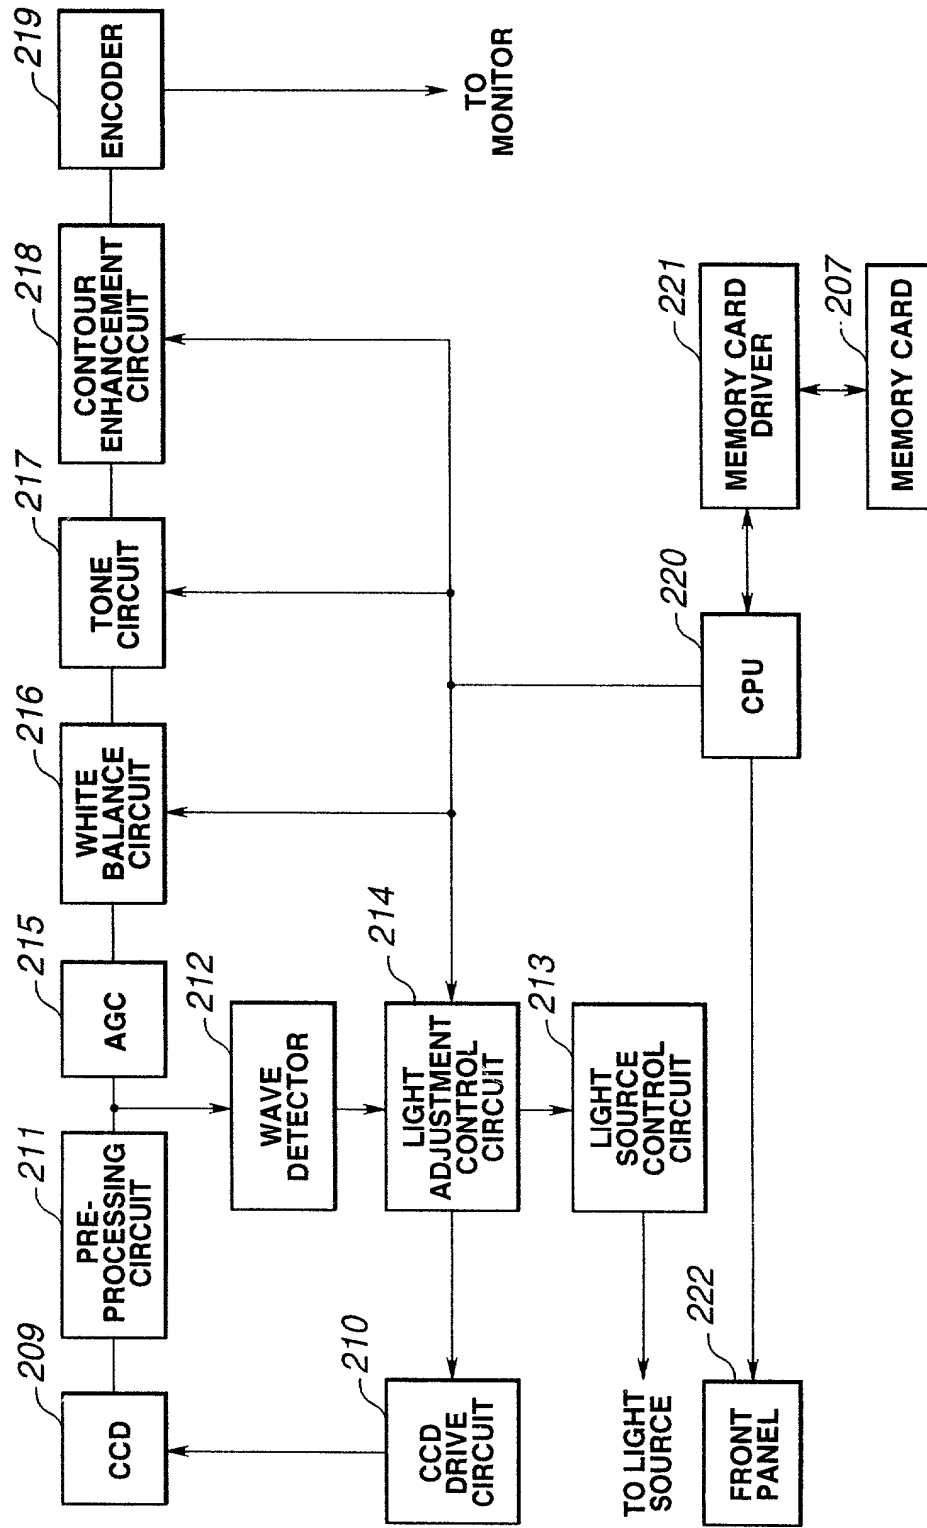 209
CCD
211
PRE-
PROCESSING
CIRCUIT
215
AGC
216
WHITE
BALANCE
CIRCUIT
217
TONE
CIRCUIT
218
CONTOUR
ENHANCEMENT
CIRCUIT
219
ENCODER
212
WAVE
DETECTOR
210
CCD
DRIVE
CIRCUIT
214
LIGHT
ADJUSTMENT
CONTROL
CIRCUIT
TO
MONITOR
213
LIGHT
SOURCE
CONTROL
CIRCUIT
TO LIGHT
SOURCE
222
FRONT
PANEL
220
CPU
221
MEMORY CARD
DRIVER
207
MEMORY CARD